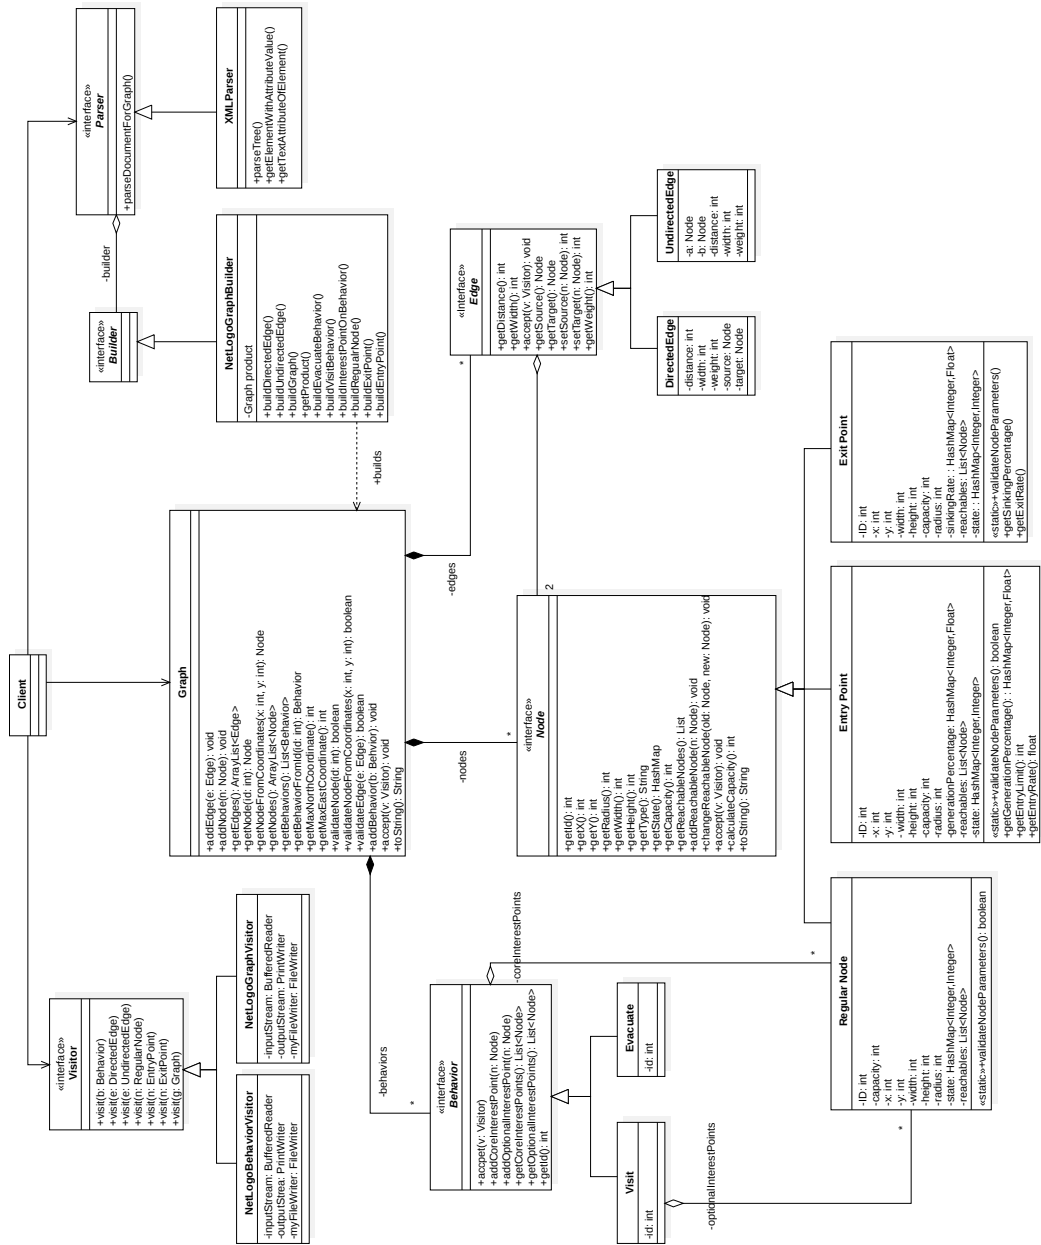 Client
«interface»
Visitor
+visit(b: Behavior)
+visit(e: DirectedEdge)
+visit(e: UndirectedEdge)
+visit(n: RegularNode)
+visit(n: EntryPoint)
+visit(n: ExitPoint)
+visit(g: Graph)
NetLogoBehaviorVisitor
-inputStream: BufferedReader
-outputStrea: PrintWriter
-myFileWriter: FileWriter
NetLogoGraphVisitor
-inputStream: BufferedReader
-outputStream: PrintWriter
-myFileWriter: FileWriter
Graph
+addEdge(e: Edge): void
+addNode(n: Node): void
+getEdges(): ArrayList<Edge>
+getNode(id: int): Node
+getNodeFromCoordinates(x: int, y: int): Node
+getNodes(): ArrayList<Node>
+getBehaviors(): List<Behavior>
+getBehaviorFromId(id: int): Behavior
+getMaxNorthCoordinate(): int
+getMaxEastCoordinate(): int
+validateNode(id: int): boolean
+validateNodeFromCoordinates(x: int, y: int): boolean
+validateEdge(e: Edge): boolean
+addBehavior(b: Behvior): void
+accept(v: Visitor): void
+toString(): String
«interface»
Builder
-builder
«interface»
Parser
+parseDocumentForGraph()
NetLogoGraphBuilder
-Graph product
+buildDirectedEdge()
+buildUndirectedEdge()
+buildGraph()
+getProduct()
+buildEvacuateBehavior()
+buildVisitBehavior()
+buildInterestPointOnBehavior()
+buildRegualrNode()
+buildExitPoint()
+buildEntryPoint()
XMLParser
+parseTree()
+getElementWithAttributeValue()
+getTextAttributeOfElement()
+builds
-behaviors
*
-nodes
*
-edges
*
«interface»
Behavior
+accpet(v: Visitor)
+addCoreInterestPoint(n: Node)
+addOptionalInterestPoint(n: Node)
+getCoreInterestPoints(): List<Node>
+getOptionalInterestPoints(): List<Node>
+getId(): int
-coreInterestPoints
*
«interface»
Node
+getId(): int
+getX(): int
+getY(): int
+getRadius(): int
+getWidth(): int
+getHeight(): int
+getType(): String
+getState(): HashMap
+getCapacity(): int
+getReachableNodes(): List
+addReachableNode(n: Node): void
+changeReachableNode(old: Node, new: Node): void
+accept(v: Visitor): void
+calculateCapacity(): int
+toString(): String
2
«Interface»
Edge
+getDistance(): int
+getWidth(): int
+accept(v: Visitor): void
+getSource(): Node
+getTarget(): Node
+setSource(n: Node): int
+setTarget(n: Node): int
+getWeight(): int
Visit
-id: int
-optionalInterestPoints
*
Evacuate
-id: int
DirectedEdge
-distance: int
-width: int
-weight: int
-source: Node
-target: Node
UndirectedEdge
-a: Node
-b: Node
-distance: int
-width: int
-weight: int
Regular Node
-ID: int
-capacity: int
-x: int
-y: int
-width: int
-height: int
-radius: int
-state: HashMap<Integer,Integer>
-reachables: List<Node>
«static»+validateNodeParameters(): boolean
Entry Point
-ID: int
-x: int
-y: int
-width: int
-height: int
-capacity: int
-radius: int
-generationPercentage: HashMap<Integer,Float>
-reachables: List<Node>
-state: HashMap<Integer,Integer>
«static»+validateNodeParameters(): boolean
+getGenerationPercentage(): : HashMap<Integer,Float>
+getEntryLimit(): int
+getEntryRate(): float
Exit Point
-ID: int
-x: int
-y: int
-width: int
-height: int
-capacity: int
-radius: int
-sinkingRate: : HashMap<Integer,Float>
-reachables: List<Node>
-state: : HashMap<Integer,Integer>
«static»+validateNodeParameters()
+getSinkingPercentage()
+getExitRate()